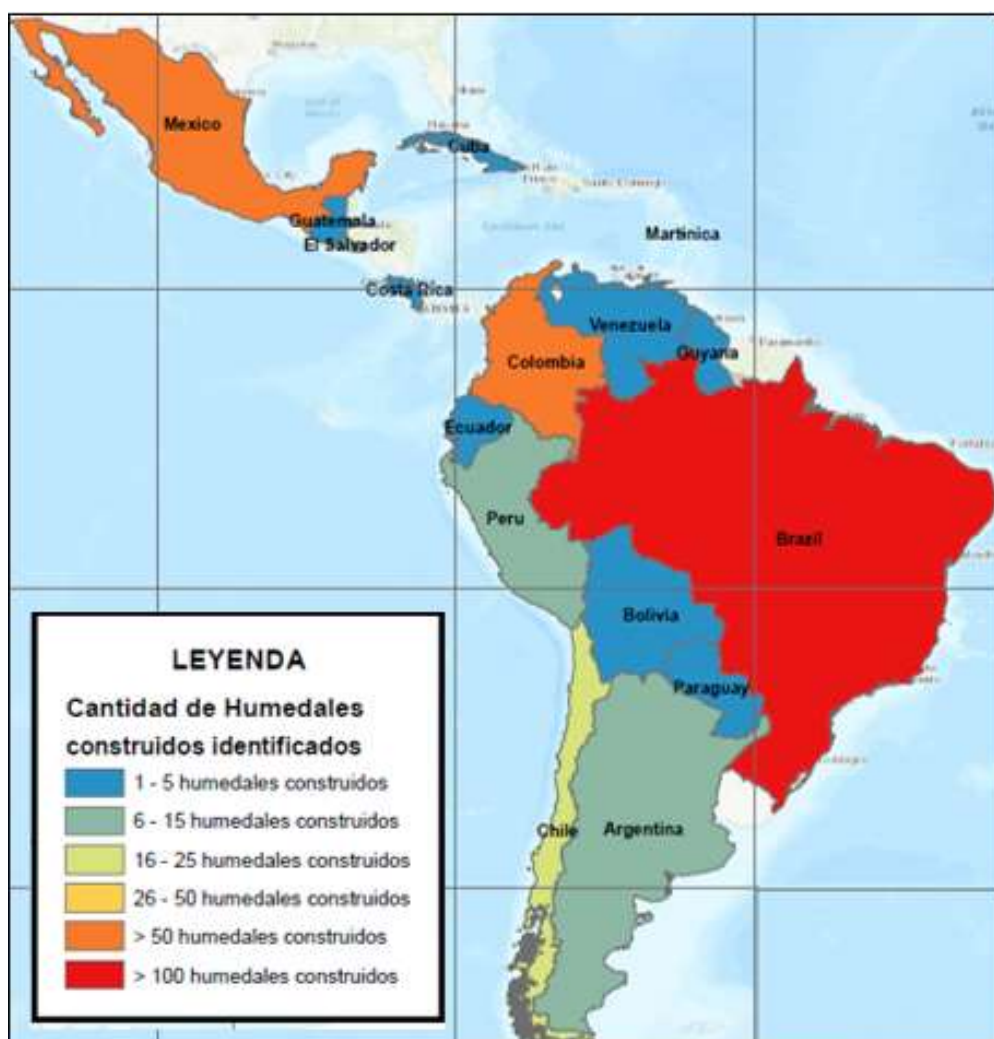 Mexico
Cuba
Guatemala
El Salvador
Martinica
Costa Rica
Venezuela
Guyana
Colombia
Ecuador
Peru
Brazil
Bolivia
Paraguay
Chile
Argentina
LEYENDA
Cantidad de Humedales
construidos identificados
1 - 5 humedales construidos
6 - 15 humedales construidos
16 - 25 humedales construidos
26 - 50 humedales construidos
> 50 humedales construidos
> 100 humedales construidos